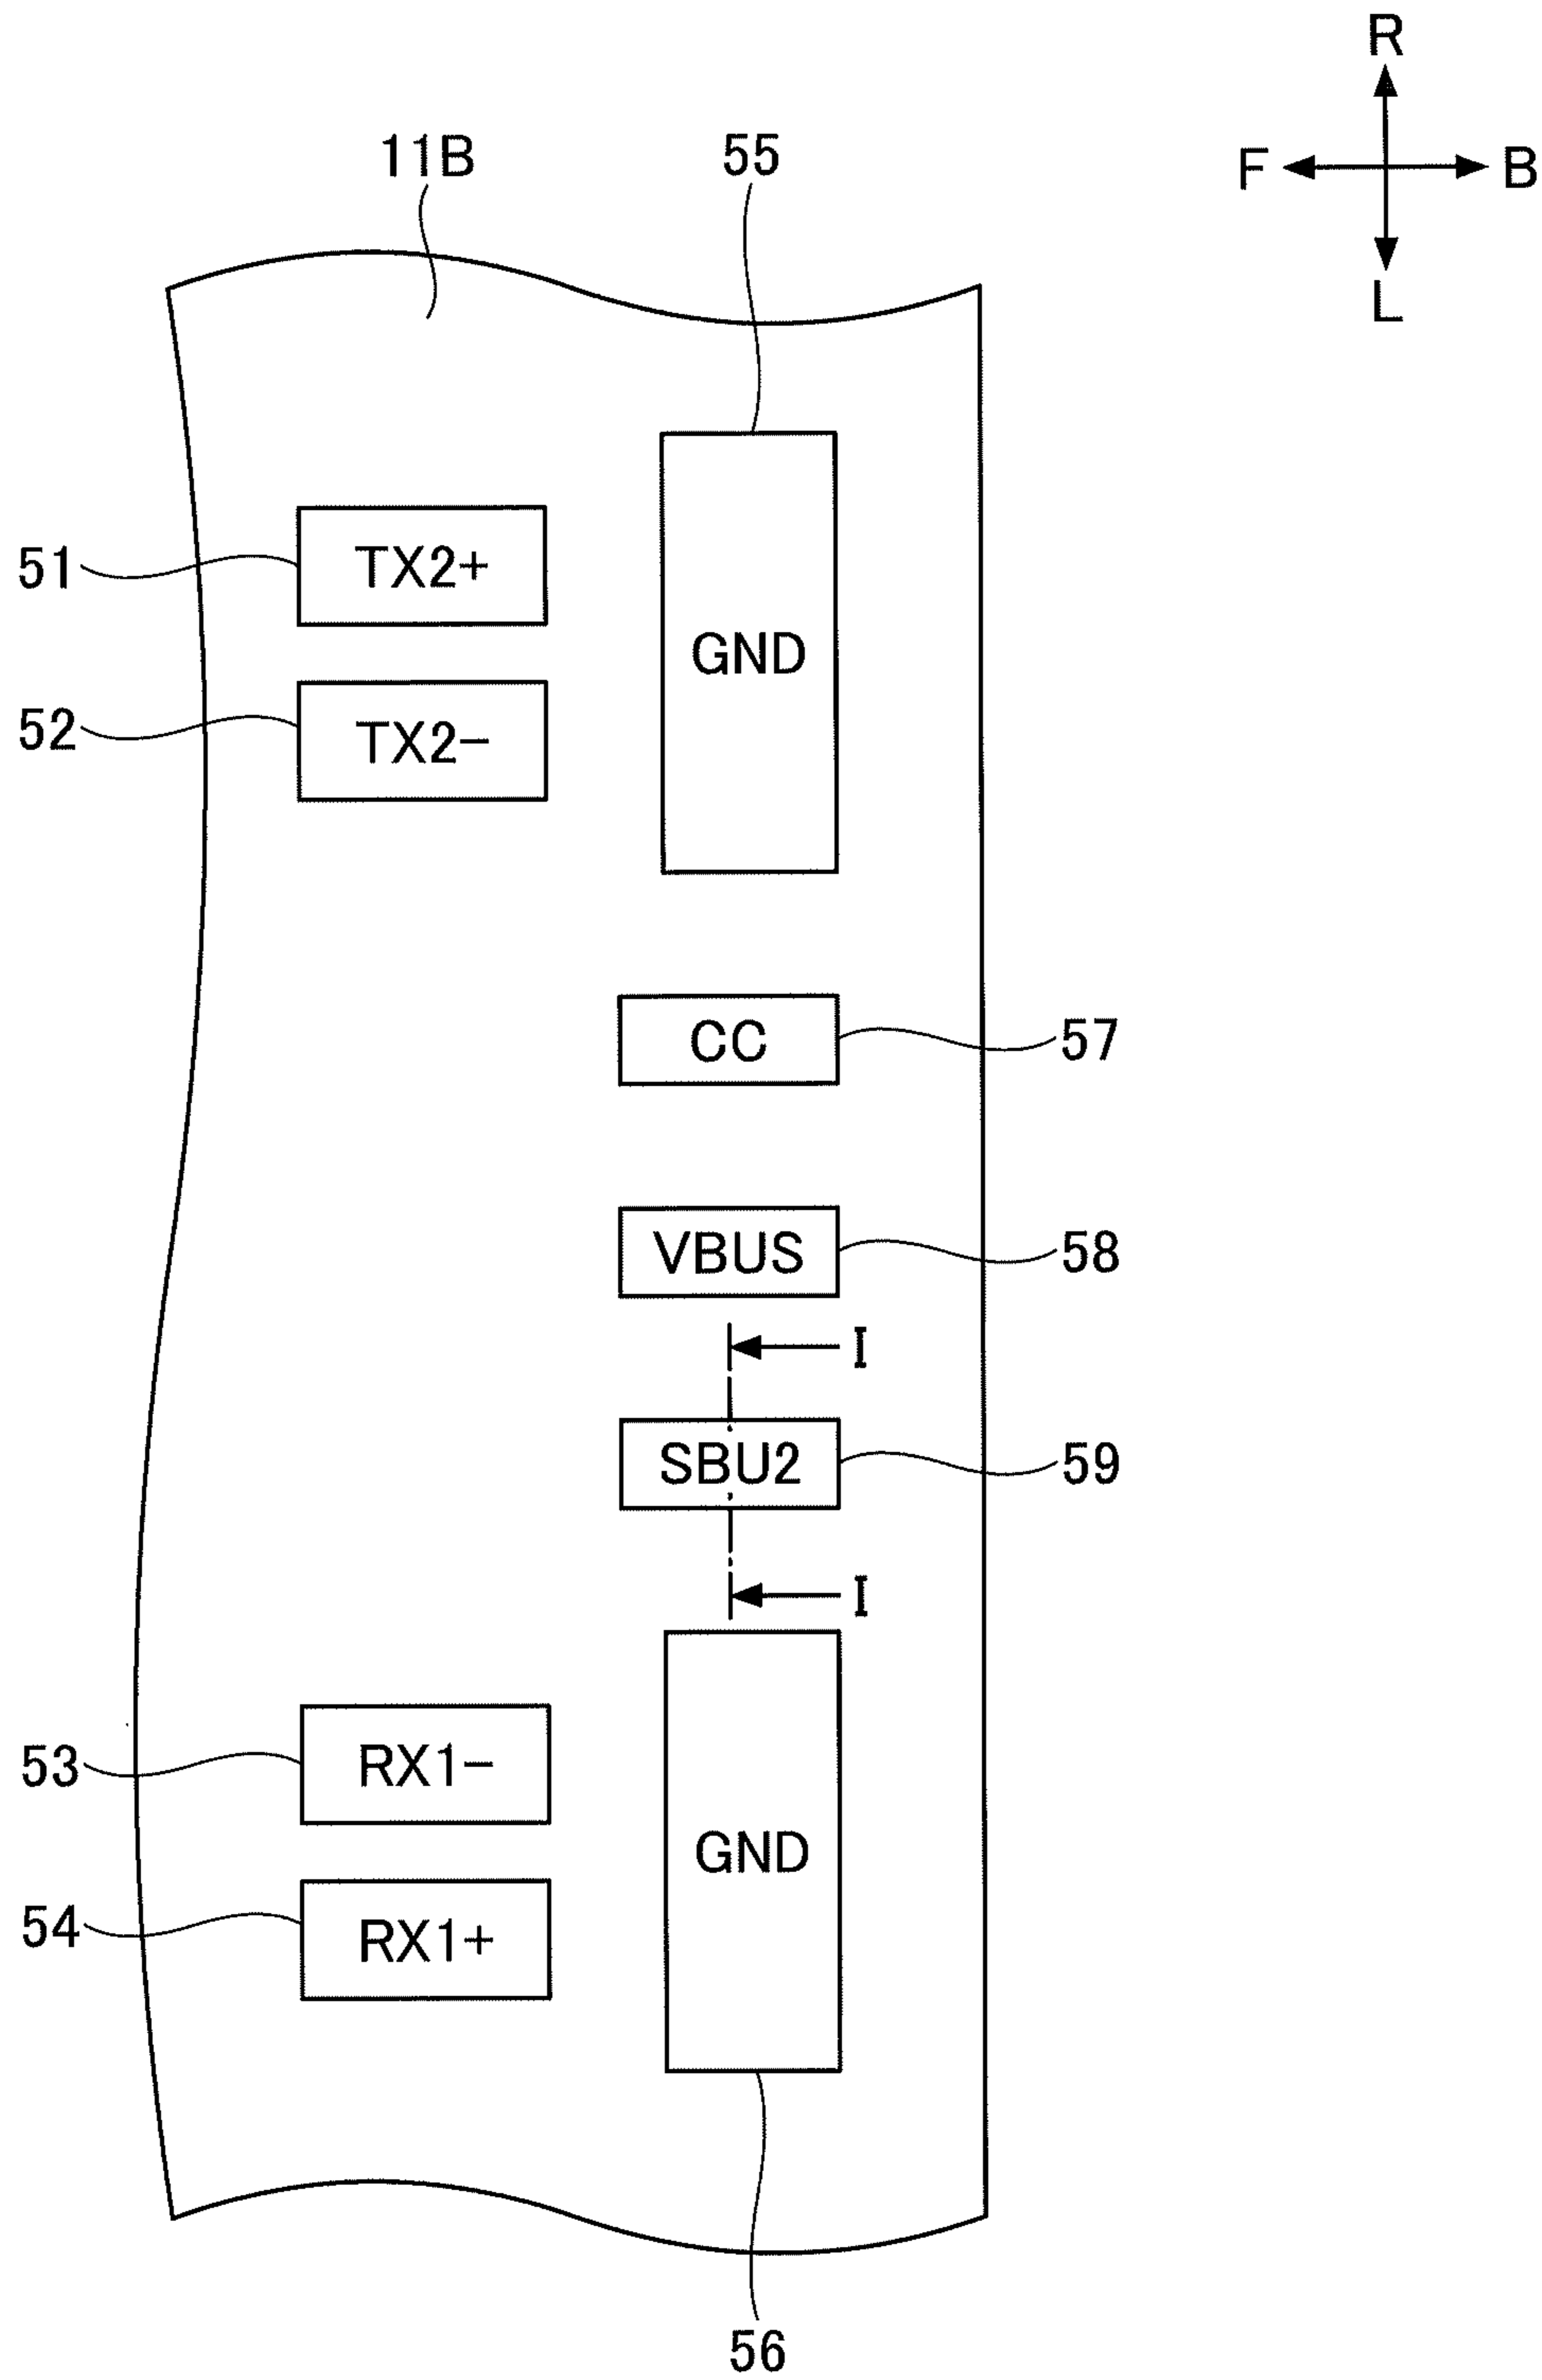 R
11B
55
F
B
L
51
TX2+
GND
52
TX2-
CC
57
VBUS
58
I
SBU2
59
I
53
RX1-
GND
54
RX1+
56